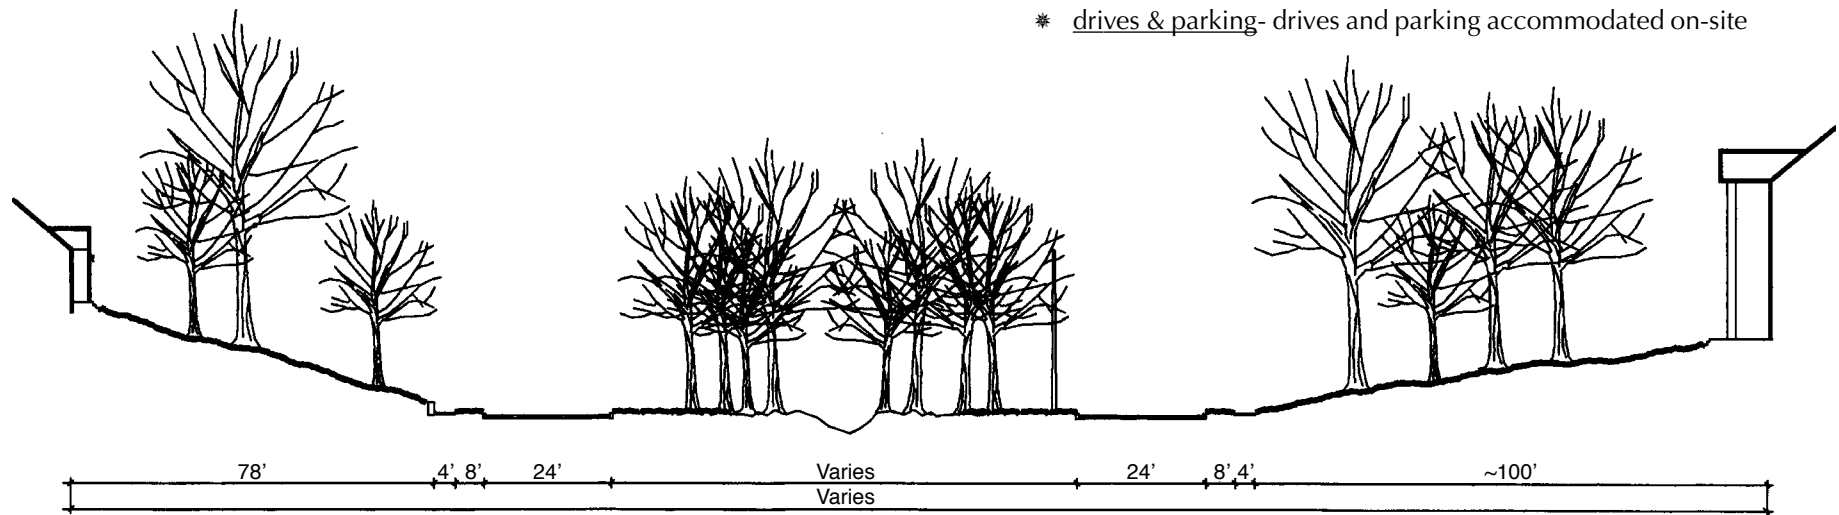 ✵ drives & parking- drives and parking accommodated on-site
78’ 4’ 8’ 24’ Varies 24’ 8’ 4’ ~100’
Varies